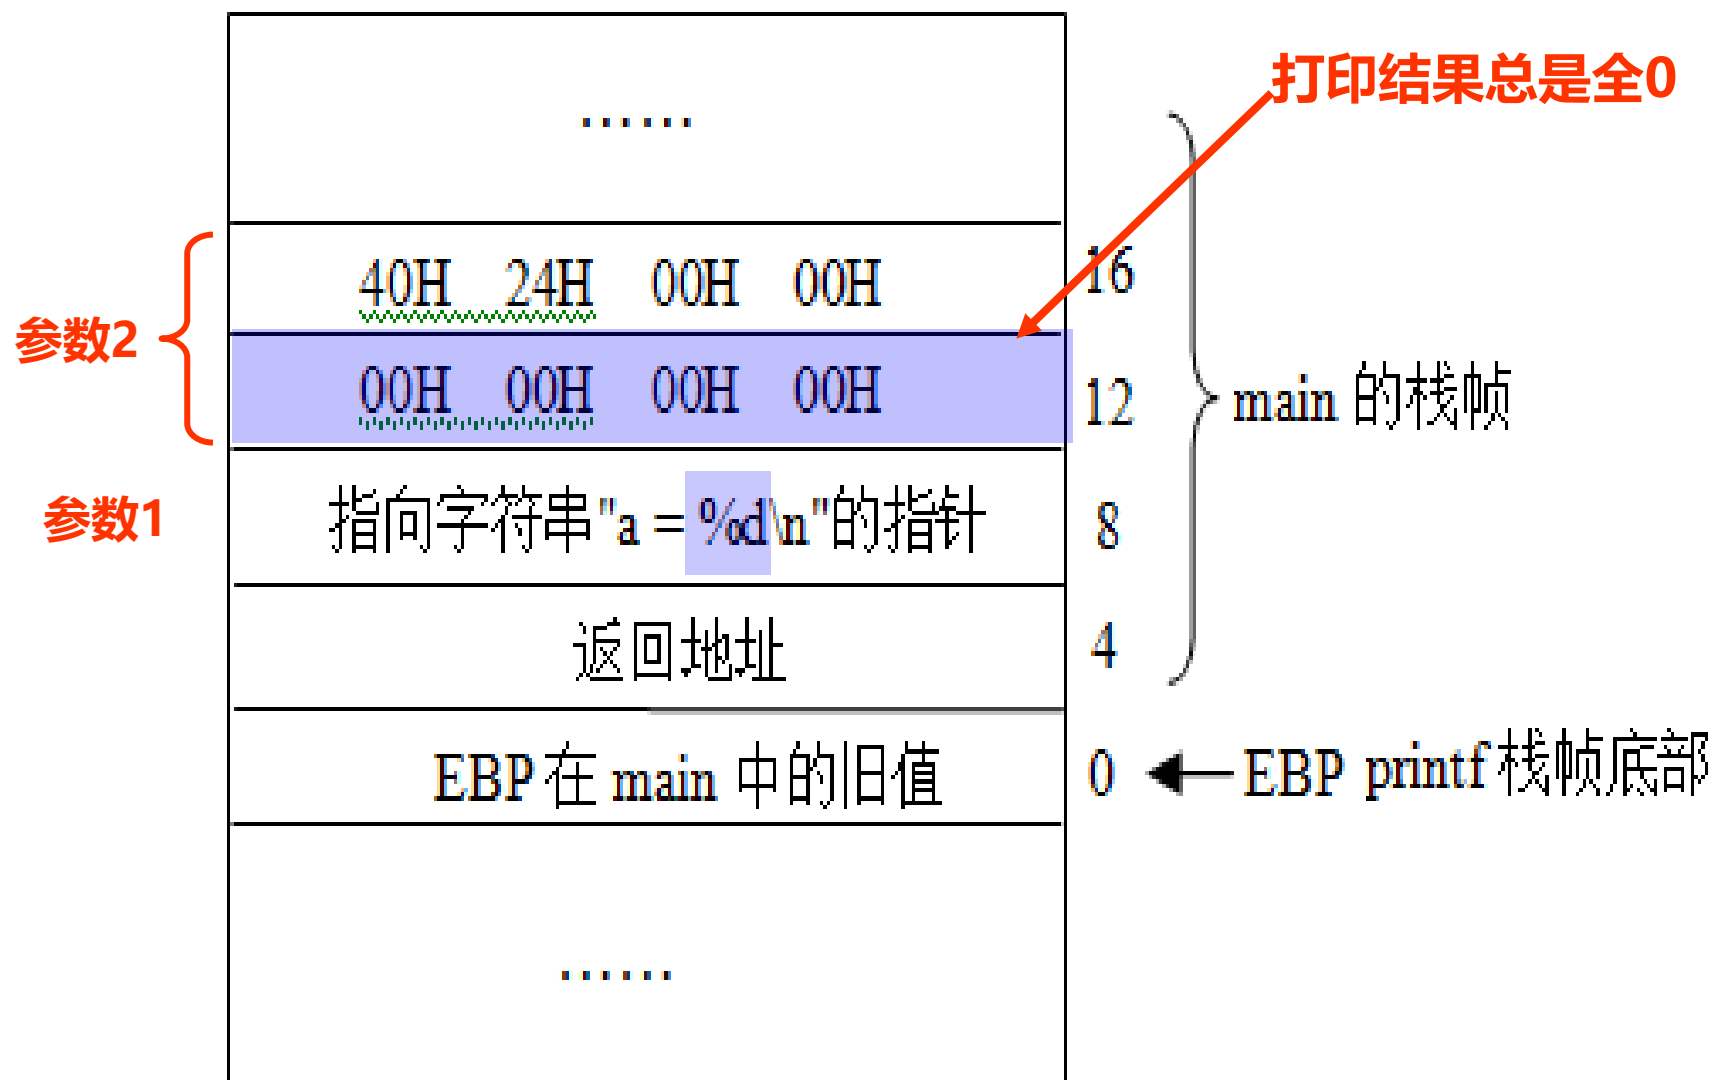 打印结果总是全0
……
40H 24H 00H 00H
16
参数2
00H 00H 00H 00H
12
main 的栈帧
参数1
指向字符串"a = %d\n"的指针
8
返回地址
4
EBP 在 main 中的旧值
0
EBP printf 栈帧底部
……